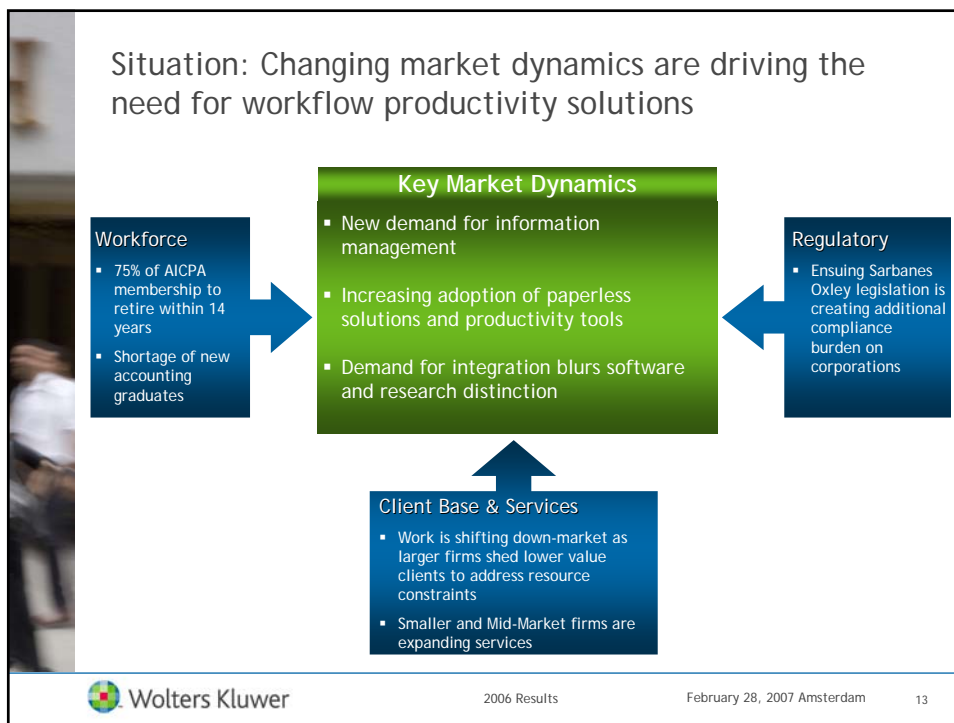 Situation: Changing market dynamics are driving the
need for workflow productivity solutions
Key Market Dynamics
▪ New demand for information
management
▪ Increasing adoption of paperless
solutions and productivity tools
▪ Demand for integration blurs software
and research distinction
Workforce
▪ 75% of AICPA
membership to
retire within 14
years
▪ Shortage of new
accounting
graduates
Regulatory
▪ Ensuing Sarbanes
Oxley legislation is
creating additional
compliance
burden on
corporations
Client Base & Services
▪ Work is shifting down-market as
larger firms shed lower value
clients to address resource
constraints
▪ Smaller and Mid-Market firms are
expanding services
Wolters Kluwer
2006 Results
February 28, 2007 Amsterdam
13